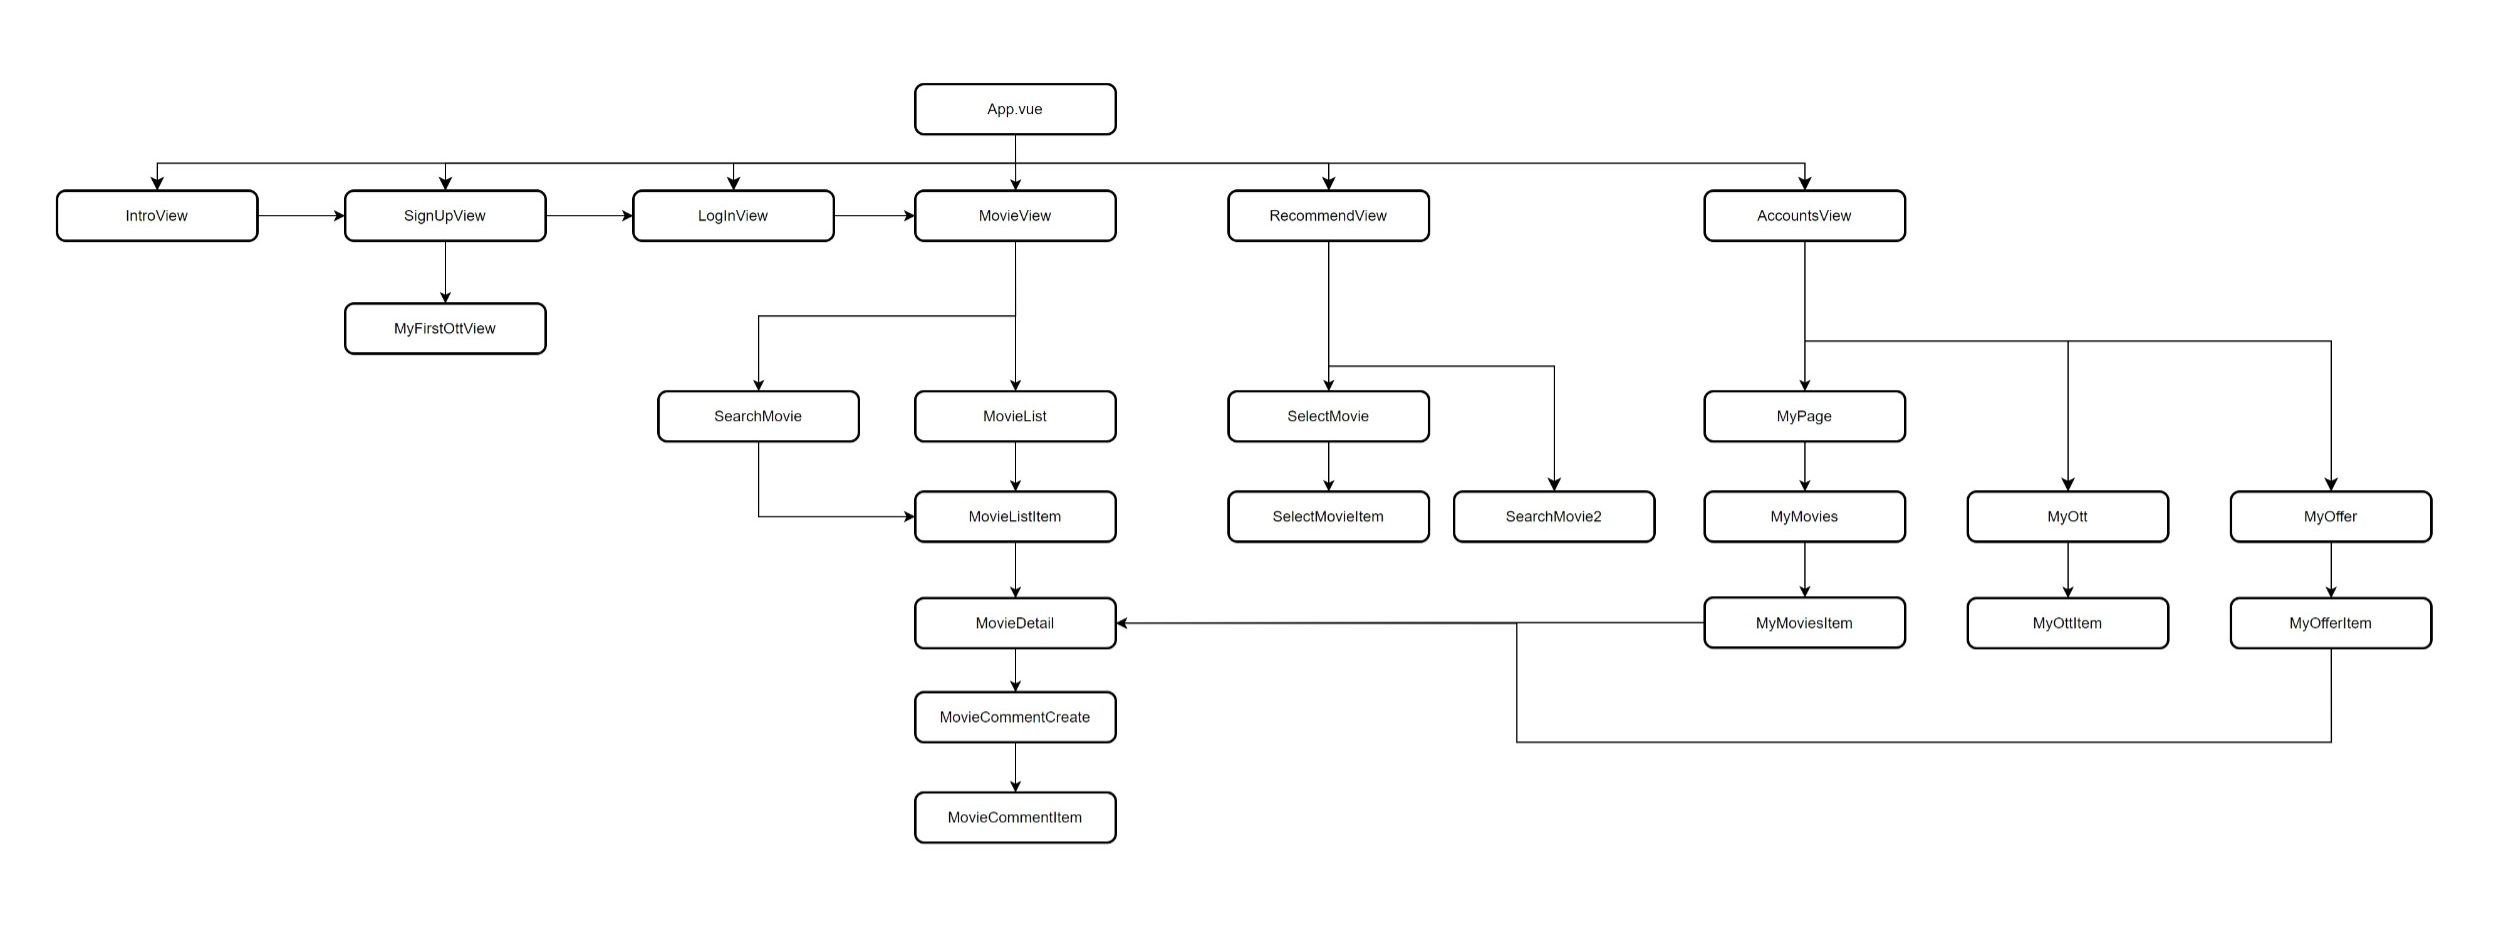 App.vue
IntroView
SignUpView
LogInView
MovieView
RecommendView
AccountsView
MyFirstOttView
SearchMovie
MovieList
SelectMovie
MyPage
MovieListItem
SelectMovieItem
SearchMovie2
MyMovies
MyOtt
MyOffer
MovieDetail
MyMoviesItem
MyOttItem
MyOfferItem
MovieCommentCreate
MovieCommentItem